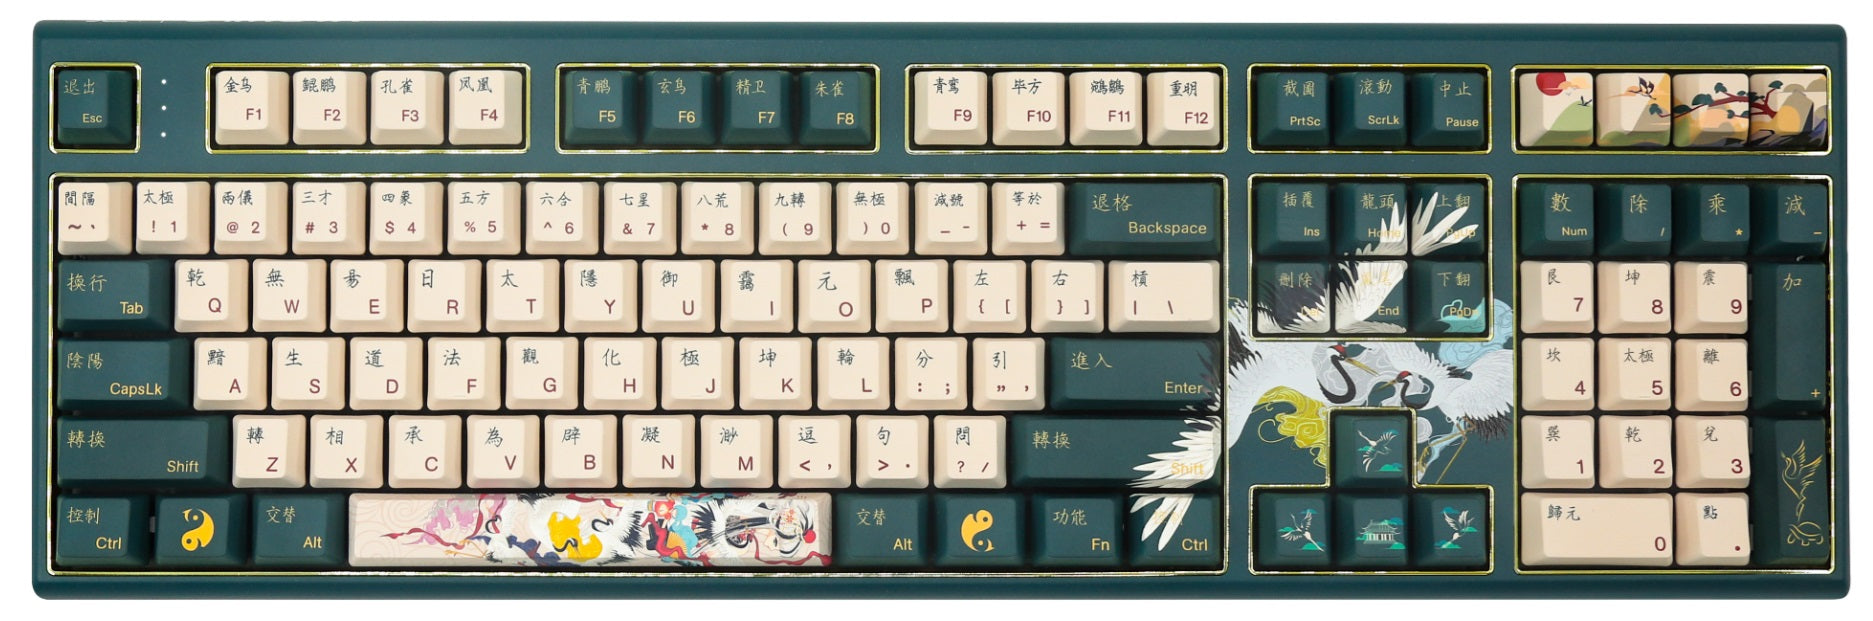 退出 金乌 鲲鹏 孔雀 凤凰 青鹏 玄鸟 精卫 朱雀 青鸾 毕方 重明 截圖 滾動 中止
Esc F1 F2 F3 F4 F5 F6 F7 F8 F9 F10 F11 F12 PrtSc ScrLk Pause
間隔 太極 兩儀 三才 四象 五方 六合 七星 八荒 九轉 無極 減號 等於 退格 插覆 龍頭 上翻 數 除 乘 減
~ ` ! 1 @ 2 # 3 $ 4 % 5 ^ 6 & 7 * 8 ( 9 ) 0 _ - + = Backspace Ins Home PgUp Num / * -
換行 乾 無 昜 日 太 隱 御 靄 元 飄 左 右 槓 刪除 下翻 艮 坤 震 加
Tab Q W E R T Y U I O P { [ } ] | \ Del End PgDn 7 8 9
陰陽 黯 生 道 法 觀 化 極 坤 輪 分 引 進入 坎 太極 離
CapsLk A S D F G H J K L : ; " ' Enter 4 5 6 +
轉換 轉 相 承 為 辟 凝 渺 逗 句 問 轉換 巽 乾 兌
Shift Z X C V B N M < , > . ? / Shift 1 2 3
控制 交替 交替 功能 歸元 點
Ctrl Alt Alt Fn Ctrl 0 .